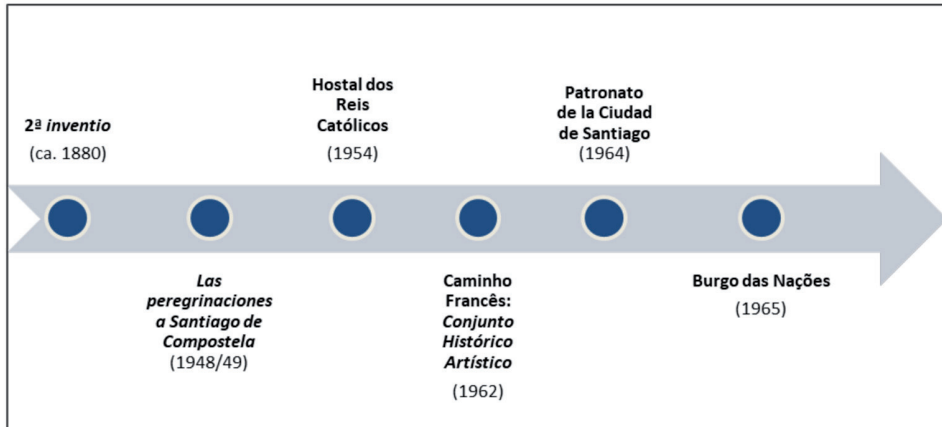 2ª inventio
(ca. 1880)
Las
peregrinaciones
a Santiago de
Compostela
(1948/49)
Hostal dos
Reis
Católicos
(1954)
Caminho
Francês:
Conjunto
Histórico
Artístico
(1962)
Patronato
de la Ciudad
de Santiago
(1964)
Burgo das Nações
(1965)